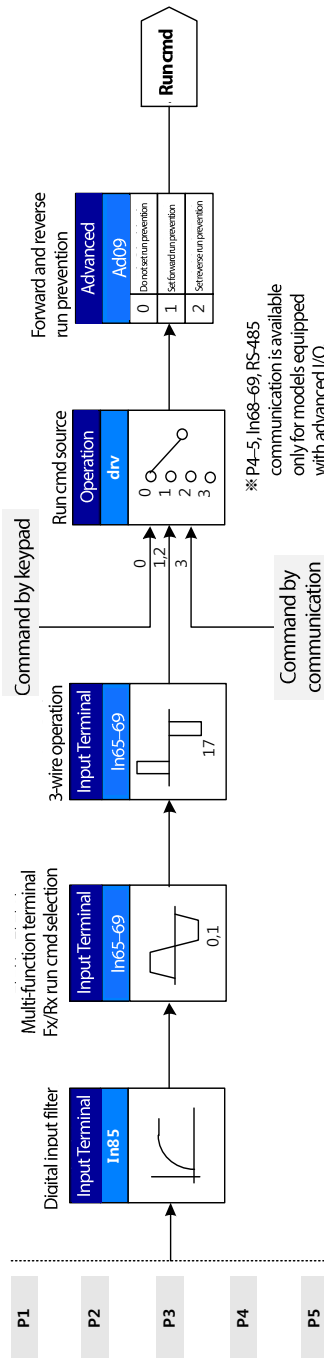 P1
P2
P3
P4
P5
Digital input filter
Input Terminal
In85
Multi-function terminal
Fx/Rx run cmd selection
Input Terminal
In65–69
0,1
3-wire operation
Input Terminal
In65–69
17
Command by keypad
0
1,2
3
Command by
communication
Run cmd source
Operation
drv
0
1
2
3
Forward and reverse
run prevention
Advanced
Ad09
0 Do not set run prevention
1 Set forward run prevention
2 Set reverse run prevention
Run cmd
※ P4–5, In68–69, RS-485
communication is available
only for models equipped
with advanced I/O